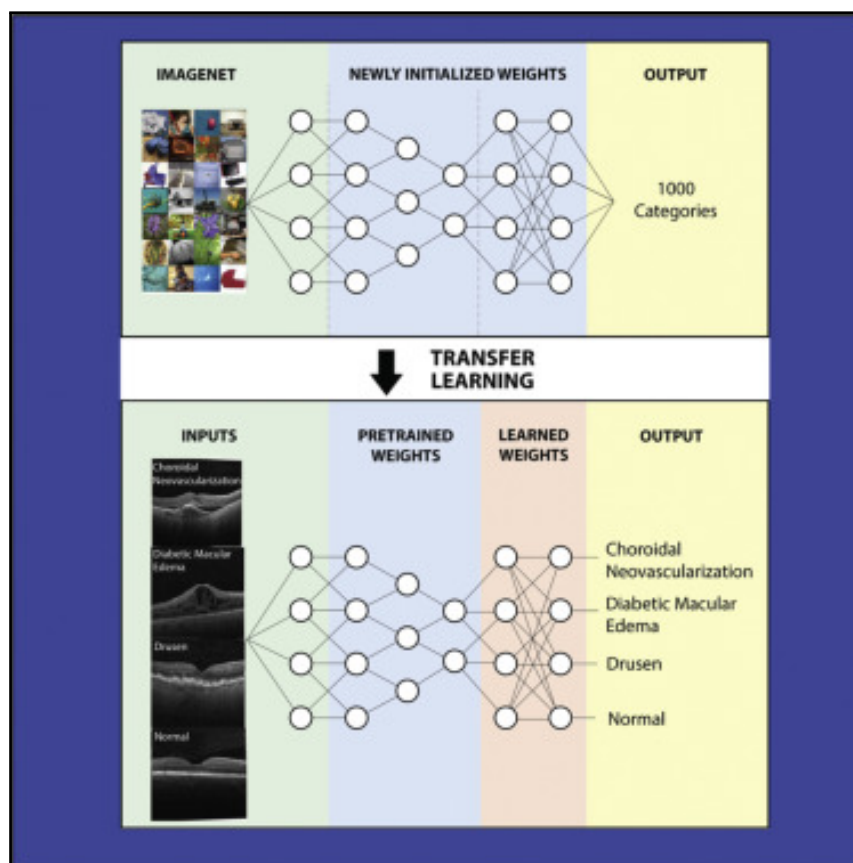 IMAGENET
NEWLY INITIALIZED WEIGHTS
OUTPUT
1000
Categories
TRANSFER
LEARNING
INPUTS
PRETRAINED
WEIGHTS
LEARNED
WEIGHTS
OUTPUT
Choroidal
Neovascularization
Diabetic Macular
Edema
Drusen
Normal
Choroidal
Neovascularization
Diabetic Macular
Edema
Drusen
Normal